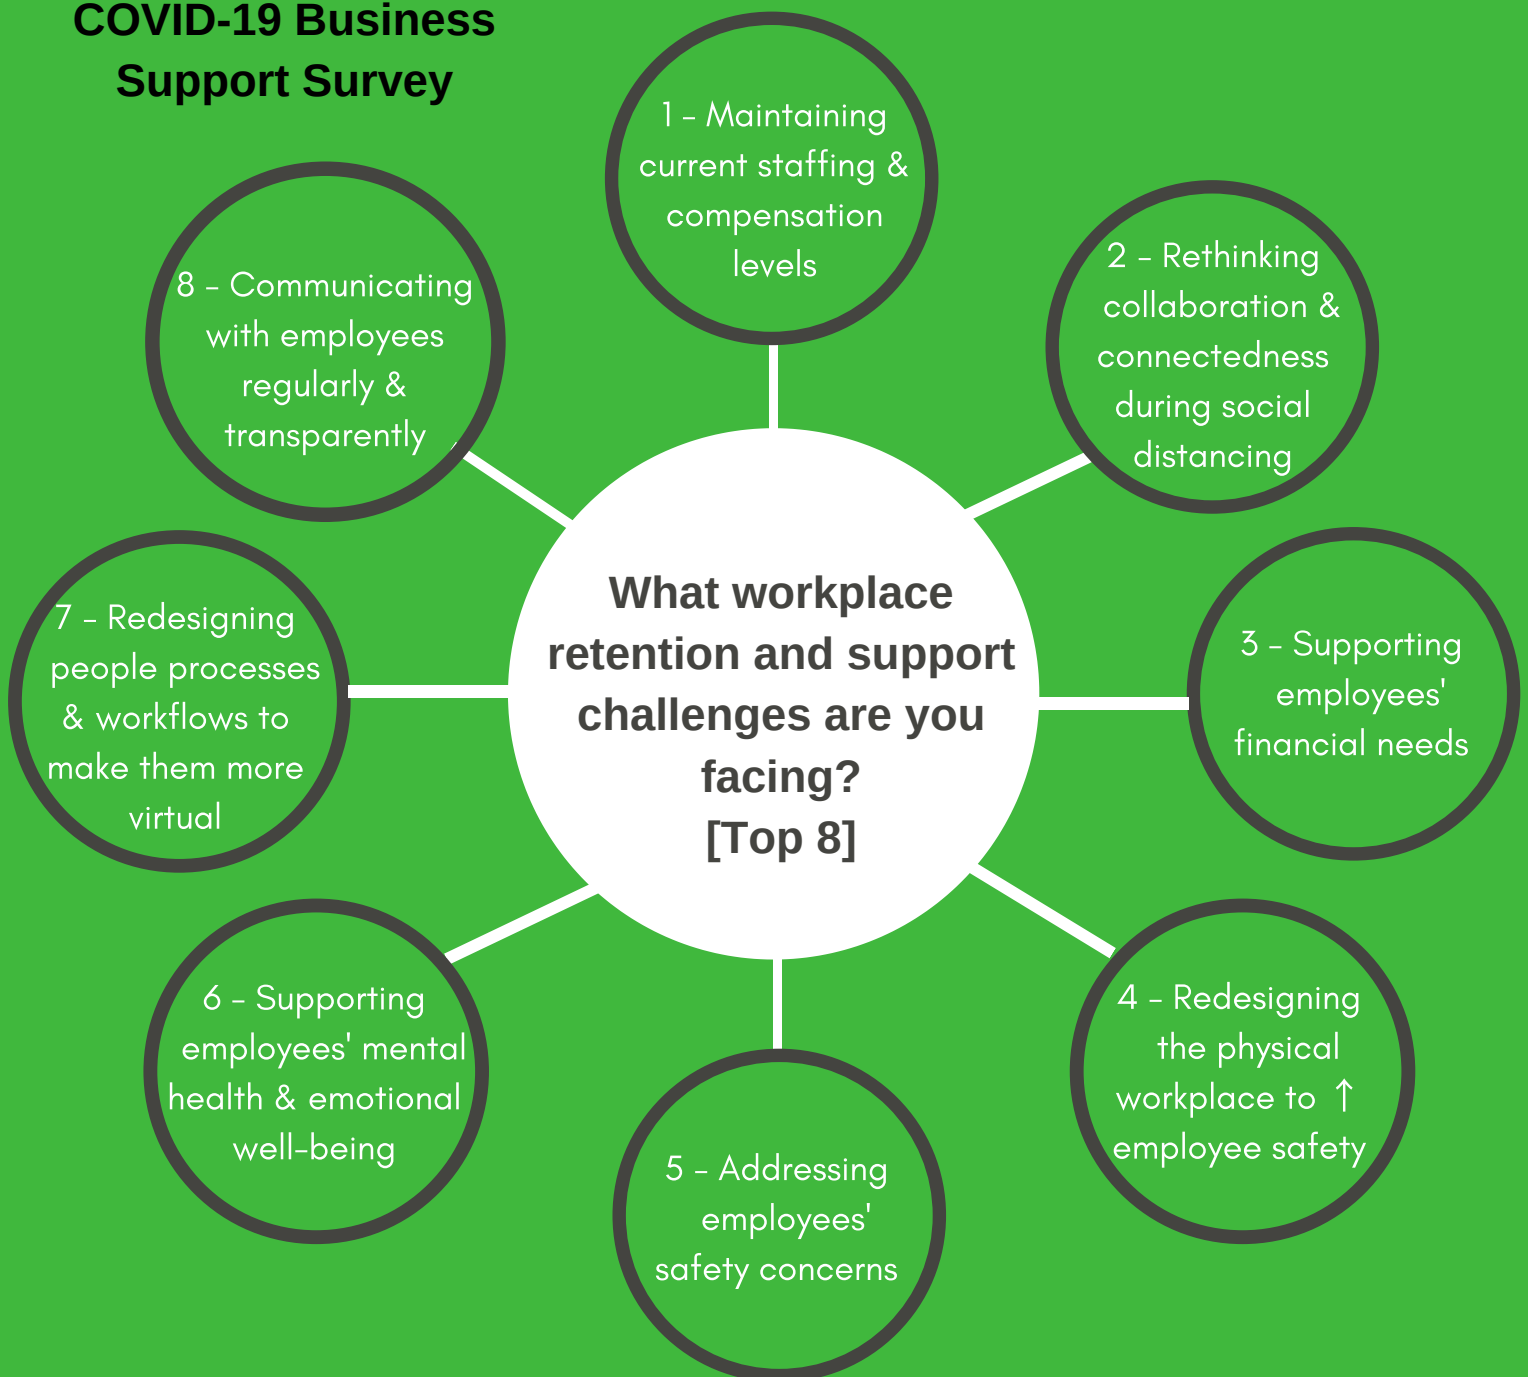 COVID-19 Business
Support Survey
1 - Maintaining
current staffing &
compensation
levels
2 - Rethinking
collaboration &
connectedness
during social
distancing
3 - Supporting
employees'
financial needs
4 - Redesigning
the physical
workplace to ↑
employee safety
5 - Addressing
employees'
safety concerns
6 - Supporting
employees' mental
health & emotional
well-being
7 - Redesigning
people processes
& workflows to
make them more
virtual
8 - Communicating
with employees
regularly &
transparently
What workplace
retention and support
challenges are you
facing?
[Top 8]